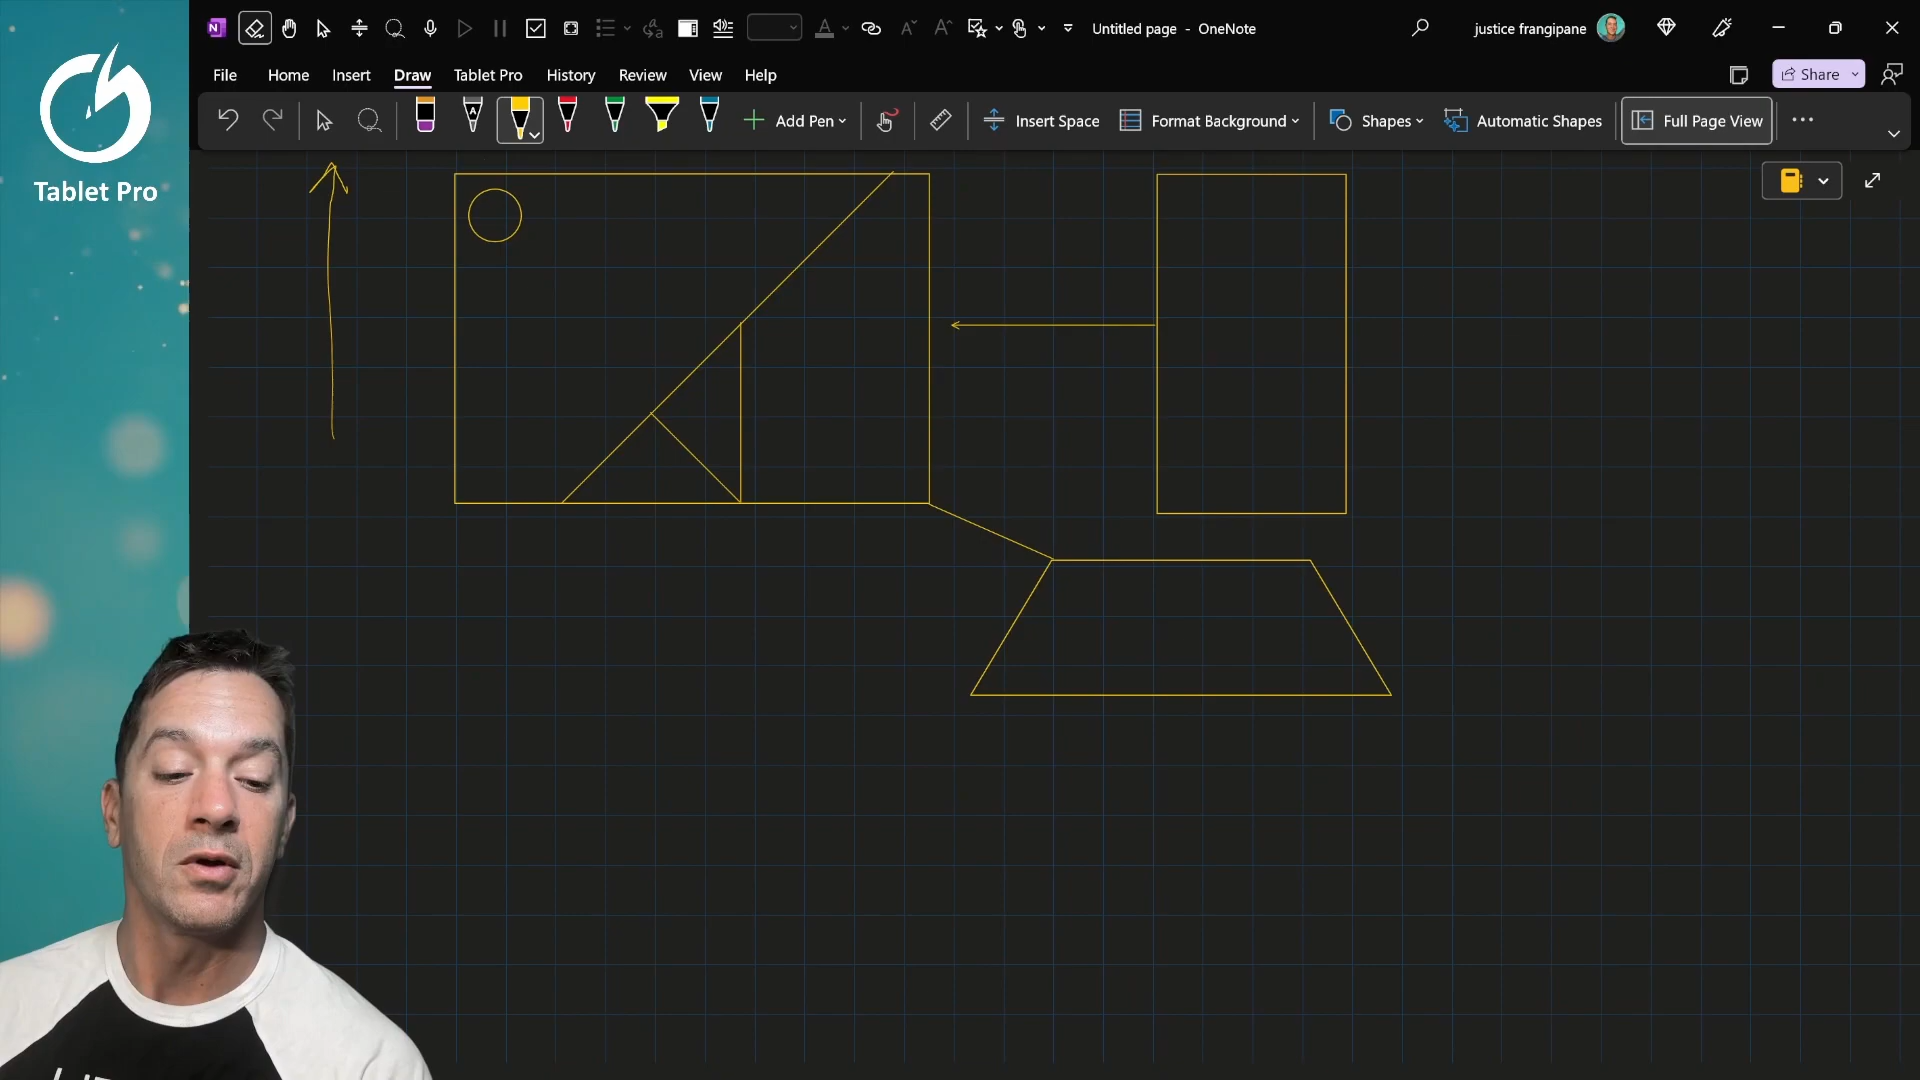 Tablet Pro
Untitled page - OneNote
justice frangipane
File Home Insert Draw Tablet Pro History Review View Help
Share
Add Pen
Insert Space
Format Background
Shapes
Automatic Shapes
Full Page View